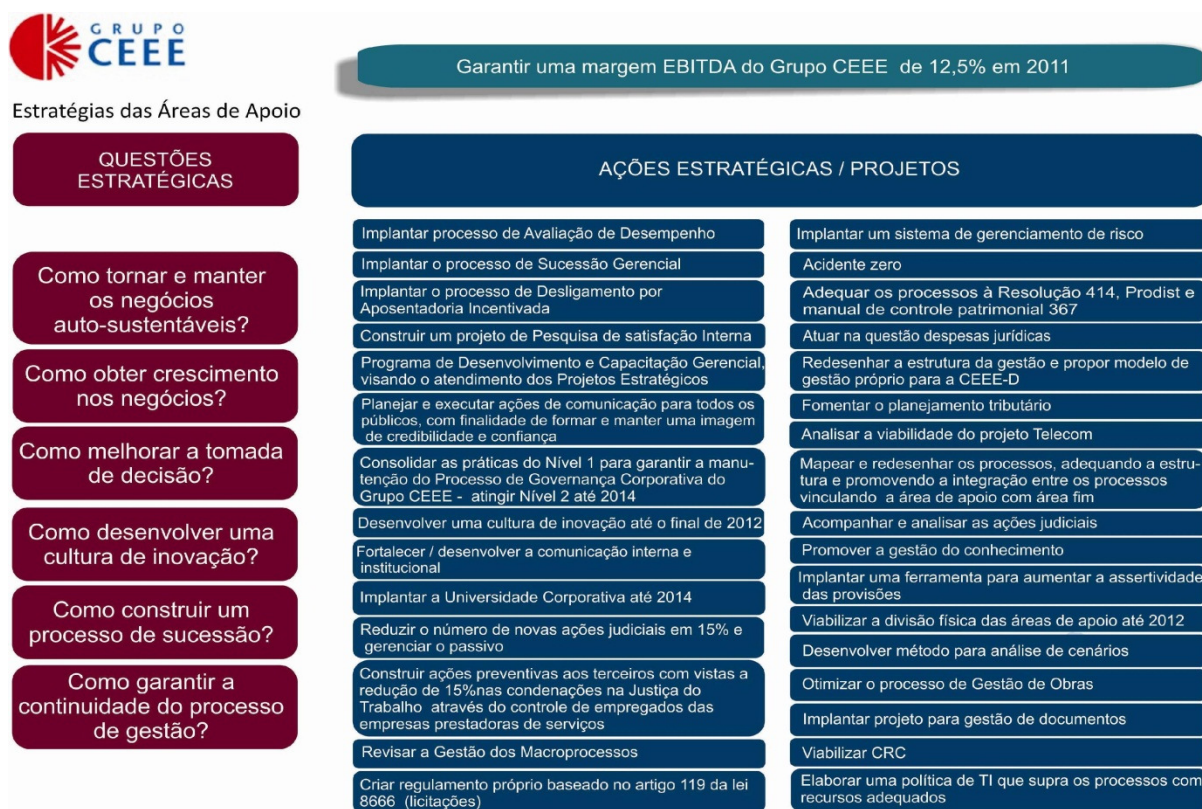 GRUPO
CEEE
Estratégias das Áreas de Apoio
Garantir uma margem EBITDA do Grupo CEEE de 12,5% em 2011
QUESTÕES
ESTRATÉGICAS
Como tornar e manter
os negócios
auto-sustentáveis?
Como obter crescimento
nos negócios?
Como melhorar a tomada
de decisão?
Como desenvolver uma
cultura de inovação?
Como construir um
processo de sucessão?
Como garantir a
continuidade do processo
de gestão?
AÇÕES ESTRATÉGICAS / PROJETOS
Implantar processo de Avaliação de Desempenho
Implantar o processo de Sucessão Gerencial
Implantar o processo de Desligamento por
Aposentadoria Incentivada
Construir um projeto de Pesquisa de satisfação Interna
Programa de Desenvolvimento e Capacitação Gerencial,
visando o atendimento dos Projetos Estratégicos
Planejar e executar ações de comunicação para todos os
públicos, com finalidade de formar e manter uma imagem
de credibilidade e confiança
Consolidar as práticas do Nível 1 para garantir a manu-
tenção do Processo de Governança Corporativa do
Grupo CEEE - atingir Nível 2 até 2014
Desenvolver uma cultura de inovação até o final de 2012
Fortalecer / desenvolver a comunicação interna e
institucional
Implantar a Universidade Corporativa até 2014
Reduzir o número de novas ações judiciais em 15% e
gerenciar o passivo
Construir ações preventivas aos terceiros com vistas a
redução de 15%nas condenações na Justiça do
Trabalho através do controle de empregados das
empresas prestadoras de serviços
Revisar a Gestão dos Macroprocessos
Criar regulamento próprio baseado no artigo 119 da lei
8666 (licitações)
Implantar um sistema de gerenciamento de risco
Acidente zero
Adequar os processos à Resolução 414, Prodist e
manual de controle patrimonial 367
Atuar na questão despesas jurídicas
Redesenhar a estrutura da gestão e propor modelo de
gestão próprio para a CEEE-D
Fomentar o planejamento tributário
Analisar a viabilidade do projeto Telecom
Mapear e redesenhar os processos, adequando a estru-
tura e promovendo a integração entre os processos
vinculando a área de apoio com área fim
Acompanhar e analisar as ações judiciais
Promover a gestão do conhecimento
Implantar uma ferramenta para aumentar a assertividade
das provisões
Viabilizar a divisão física das áreas de apoio até 2012
Desenvolver método para análise de cenários
Otimizar o processo de Gestão de Obras
Implantar projeto para gestão de documentos
Viabilizar CRC
Elaborar uma política de TI que supra os processos com
recursos adequados